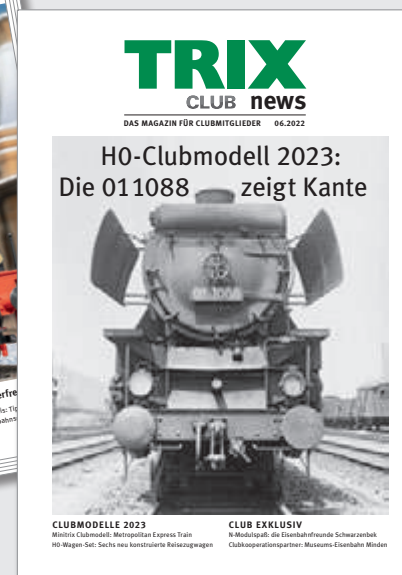 TRIX
CLUB news
DAS MAGAZIN FÜR CLUBMITGLIEDER 06.2022
H0-Clubmodell 2023:
Die 011088 zeigt Kante
CLUBMODELLE 2023
Minitrix Clubmodell: Metropolitan Express Train
H0-Wagen-Set: Sechs neu konstruierte Reisezugwagen
CLUB EXKLUSIV
N-Modulspaß: die Eisenbahnfreunde Schwarzenbek
Clubkooperationspartner: Museums-Eisenbahn Minden